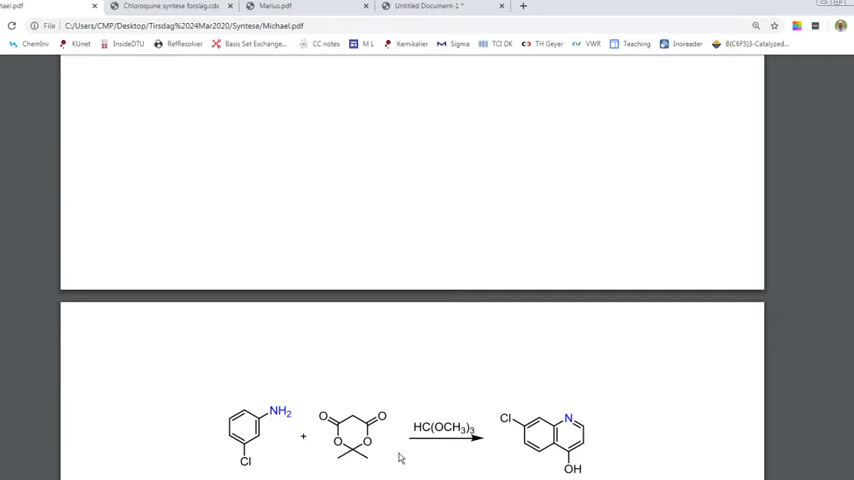 ael.pdf Chloroquine syntese forslag.cdx Marius.pdf Untitled Document-1 *
File C:/Users/CMP/Desktop/Tirsdag%2024Mar2020/Syntese/Michael.pdf
ChemInv KUnet InsideDTU RefResolver Basis Set Exchange... CC notes M L Kemikalier Sigma TCI DK TH Geyer VWR Teaching Inoreader B(C6F5)3-Catalyzed...
NH2 O O HC(OCH3)3 Cl N
+ O O
Cl OH